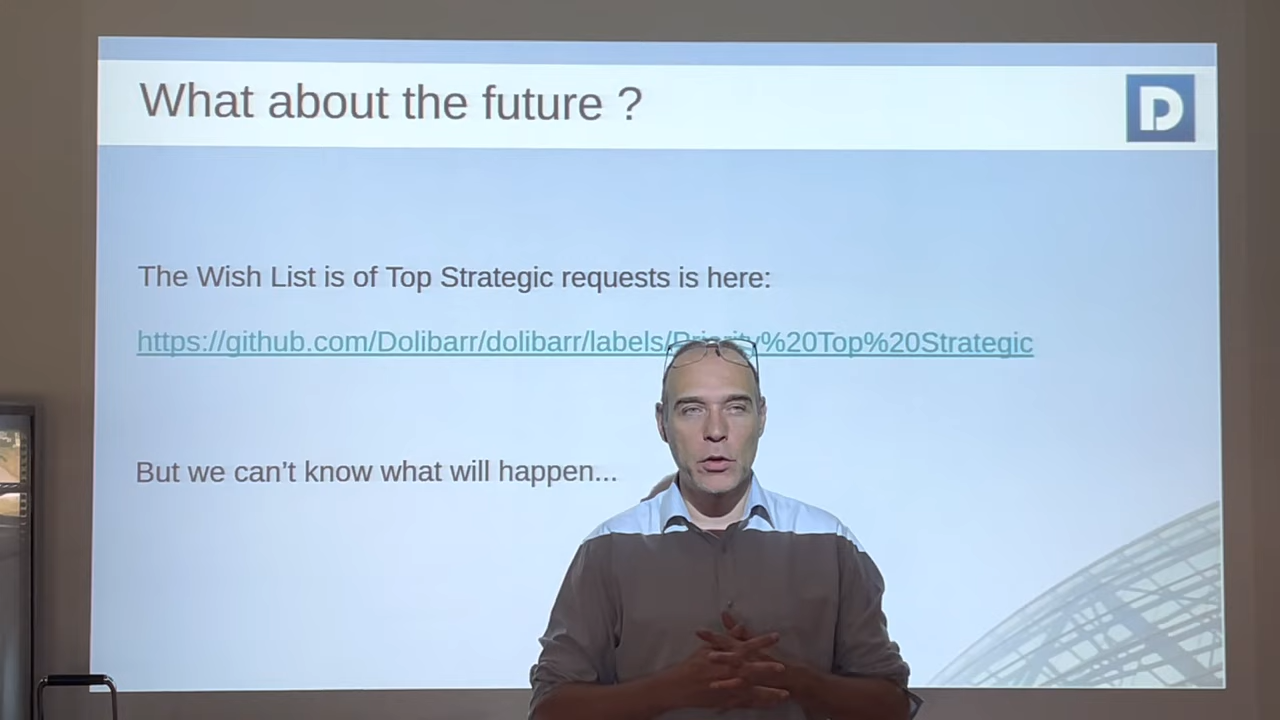 What about the future ?
D
The Wish List is of Top Strategic requests is here:
https://github.com/Dolibarr/dolibarr/labels/Priority%20Top%20Strategic
But we can't know what will happen...